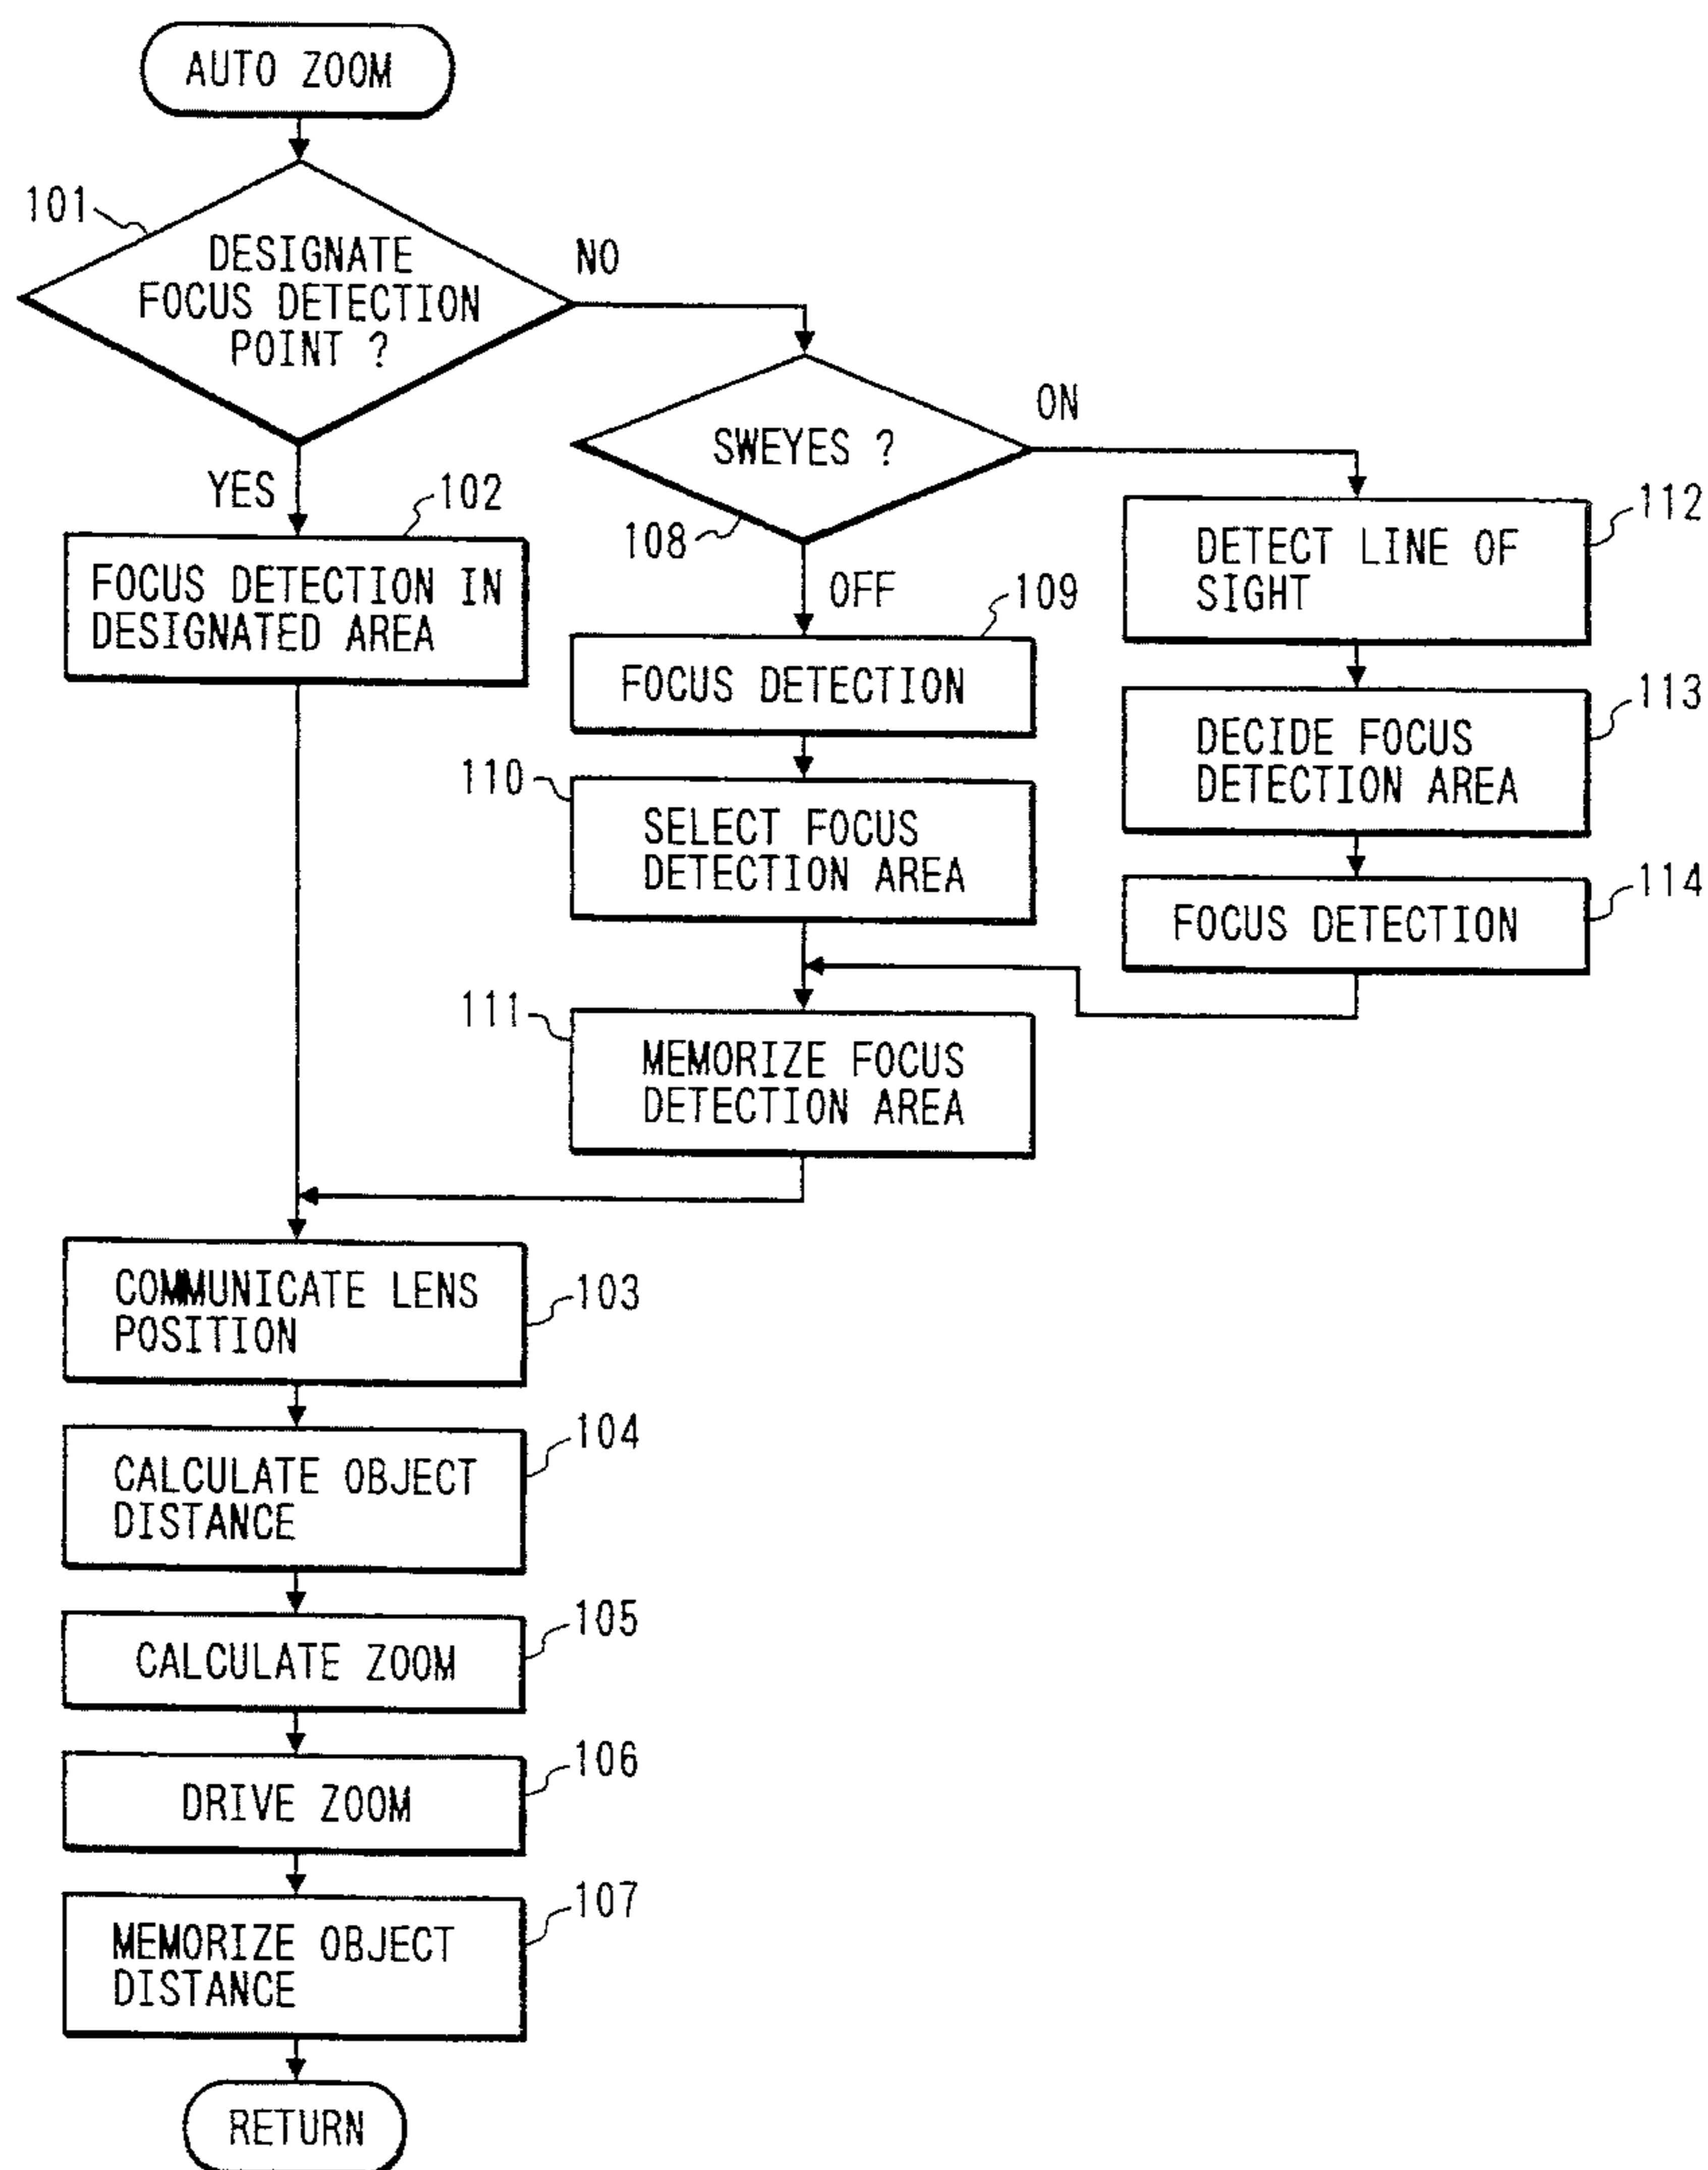 AUTO ZOOM
101
DESIGNATE
FOCUS DETECTION
POINT ?
NO
YES
102
FOCUS DETECTION IN
DESIGNATED AREA
SWEYES ?
108
ON
OFF
109
FOCUS DETECTION
110
SELECT FOCUS
DETECTION AREA
111
MEMORIZE FOCUS
DETECTION AREA
112
DETECT LINE OF
SIGHT
113
DECIDE FOCUS
DETECTION AREA
114
FOCUS DETECTION
103
COMMUNICATE LENS
POSITION
104
CALCULATE OBJECT
DISTANCE
105
CALCULATE ZOOM
106
DRIVE ZOOM
107
MEMORIZE OBJECT
DISTANCE
RETURN